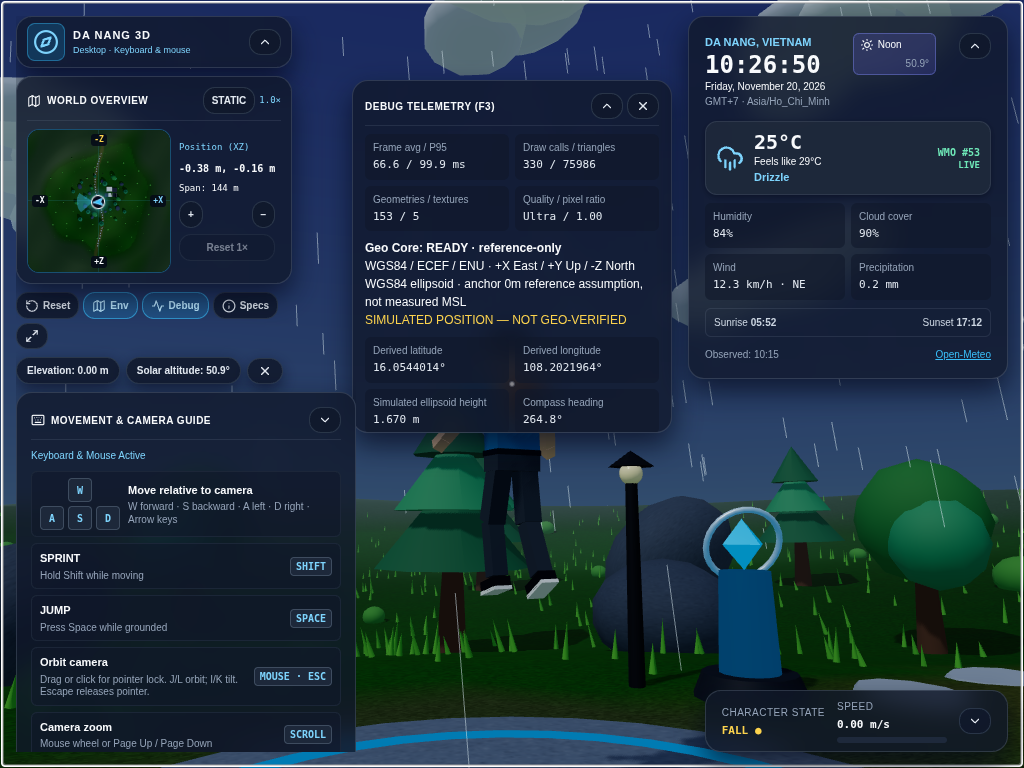 DA NANG 3D
Desktop · Keyboard & mouse
WORLD OVERVIEW
STATIC
1.0×
-Z
-X
+X
+Z
Position (XZ)
-0.38 m, -0.16 m
Span: 144 m
+
−
Reset 1×
Reset
Env
Debug
Specs
Elevation: 0.00 m
Solar altitude: 50.9°
MOVEMENT & CAMERA GUIDE
Keyboard & Mouse Active
W
A S D
Move relative to camera
W forward · S backward · A left · D right ·
Arrow keys
SPRINT
Hold Shift while moving
SHIFT
JUMP
Press Space while grounded
SPACE
Orbit camera
Drag or click for pointer lock. J/L orbit; I/K tilt.
Escape releases pointer.
MOUSE · ESC
Camera zoom
Mouse wheel or Page Up / Page Down
SCROLL
DEBUG TELEMETRY (F3)
Frame avg / P95
66.6 / 99.9 ms
Draw calls / triangles
330 / 75986
Geometries / textures
153 / 5
Quality / pixel ratio
Ultra / 1.00
Geo Core: READY · reference-only
WGS84 / ECEF / ENU · +X East / +Y Up / -Z North
WGS84 ellipsoid · anchor 0m reference assumption,
not measured MSL
SIMULATED POSITION — NOT GEO-VERIFIED
Derived latitude
16.0544014°
Derived longitude
108.2021964°
Simulated ellipsoid height
1.670 m
Compass heading
264.8°
DA NANG, VIETNAM
10:26:50
Friday, November 20, 2026
GMT+7 · Asia/Ho_Chi_Minh
Noon
50.9°
25°C
Feels like 29°C
Drizzle
WMO #53
LIVE
Humidity
84%
Cloud cover
90%
Wind
12.3 km/h · NE
Precipitation
0.2 mm
Sunrise 05:52
Sunset 17:12
Observed: 10:15
Open-Meteo
CHARACTER STATE
FALL ●
SPEED
0.00 m/s